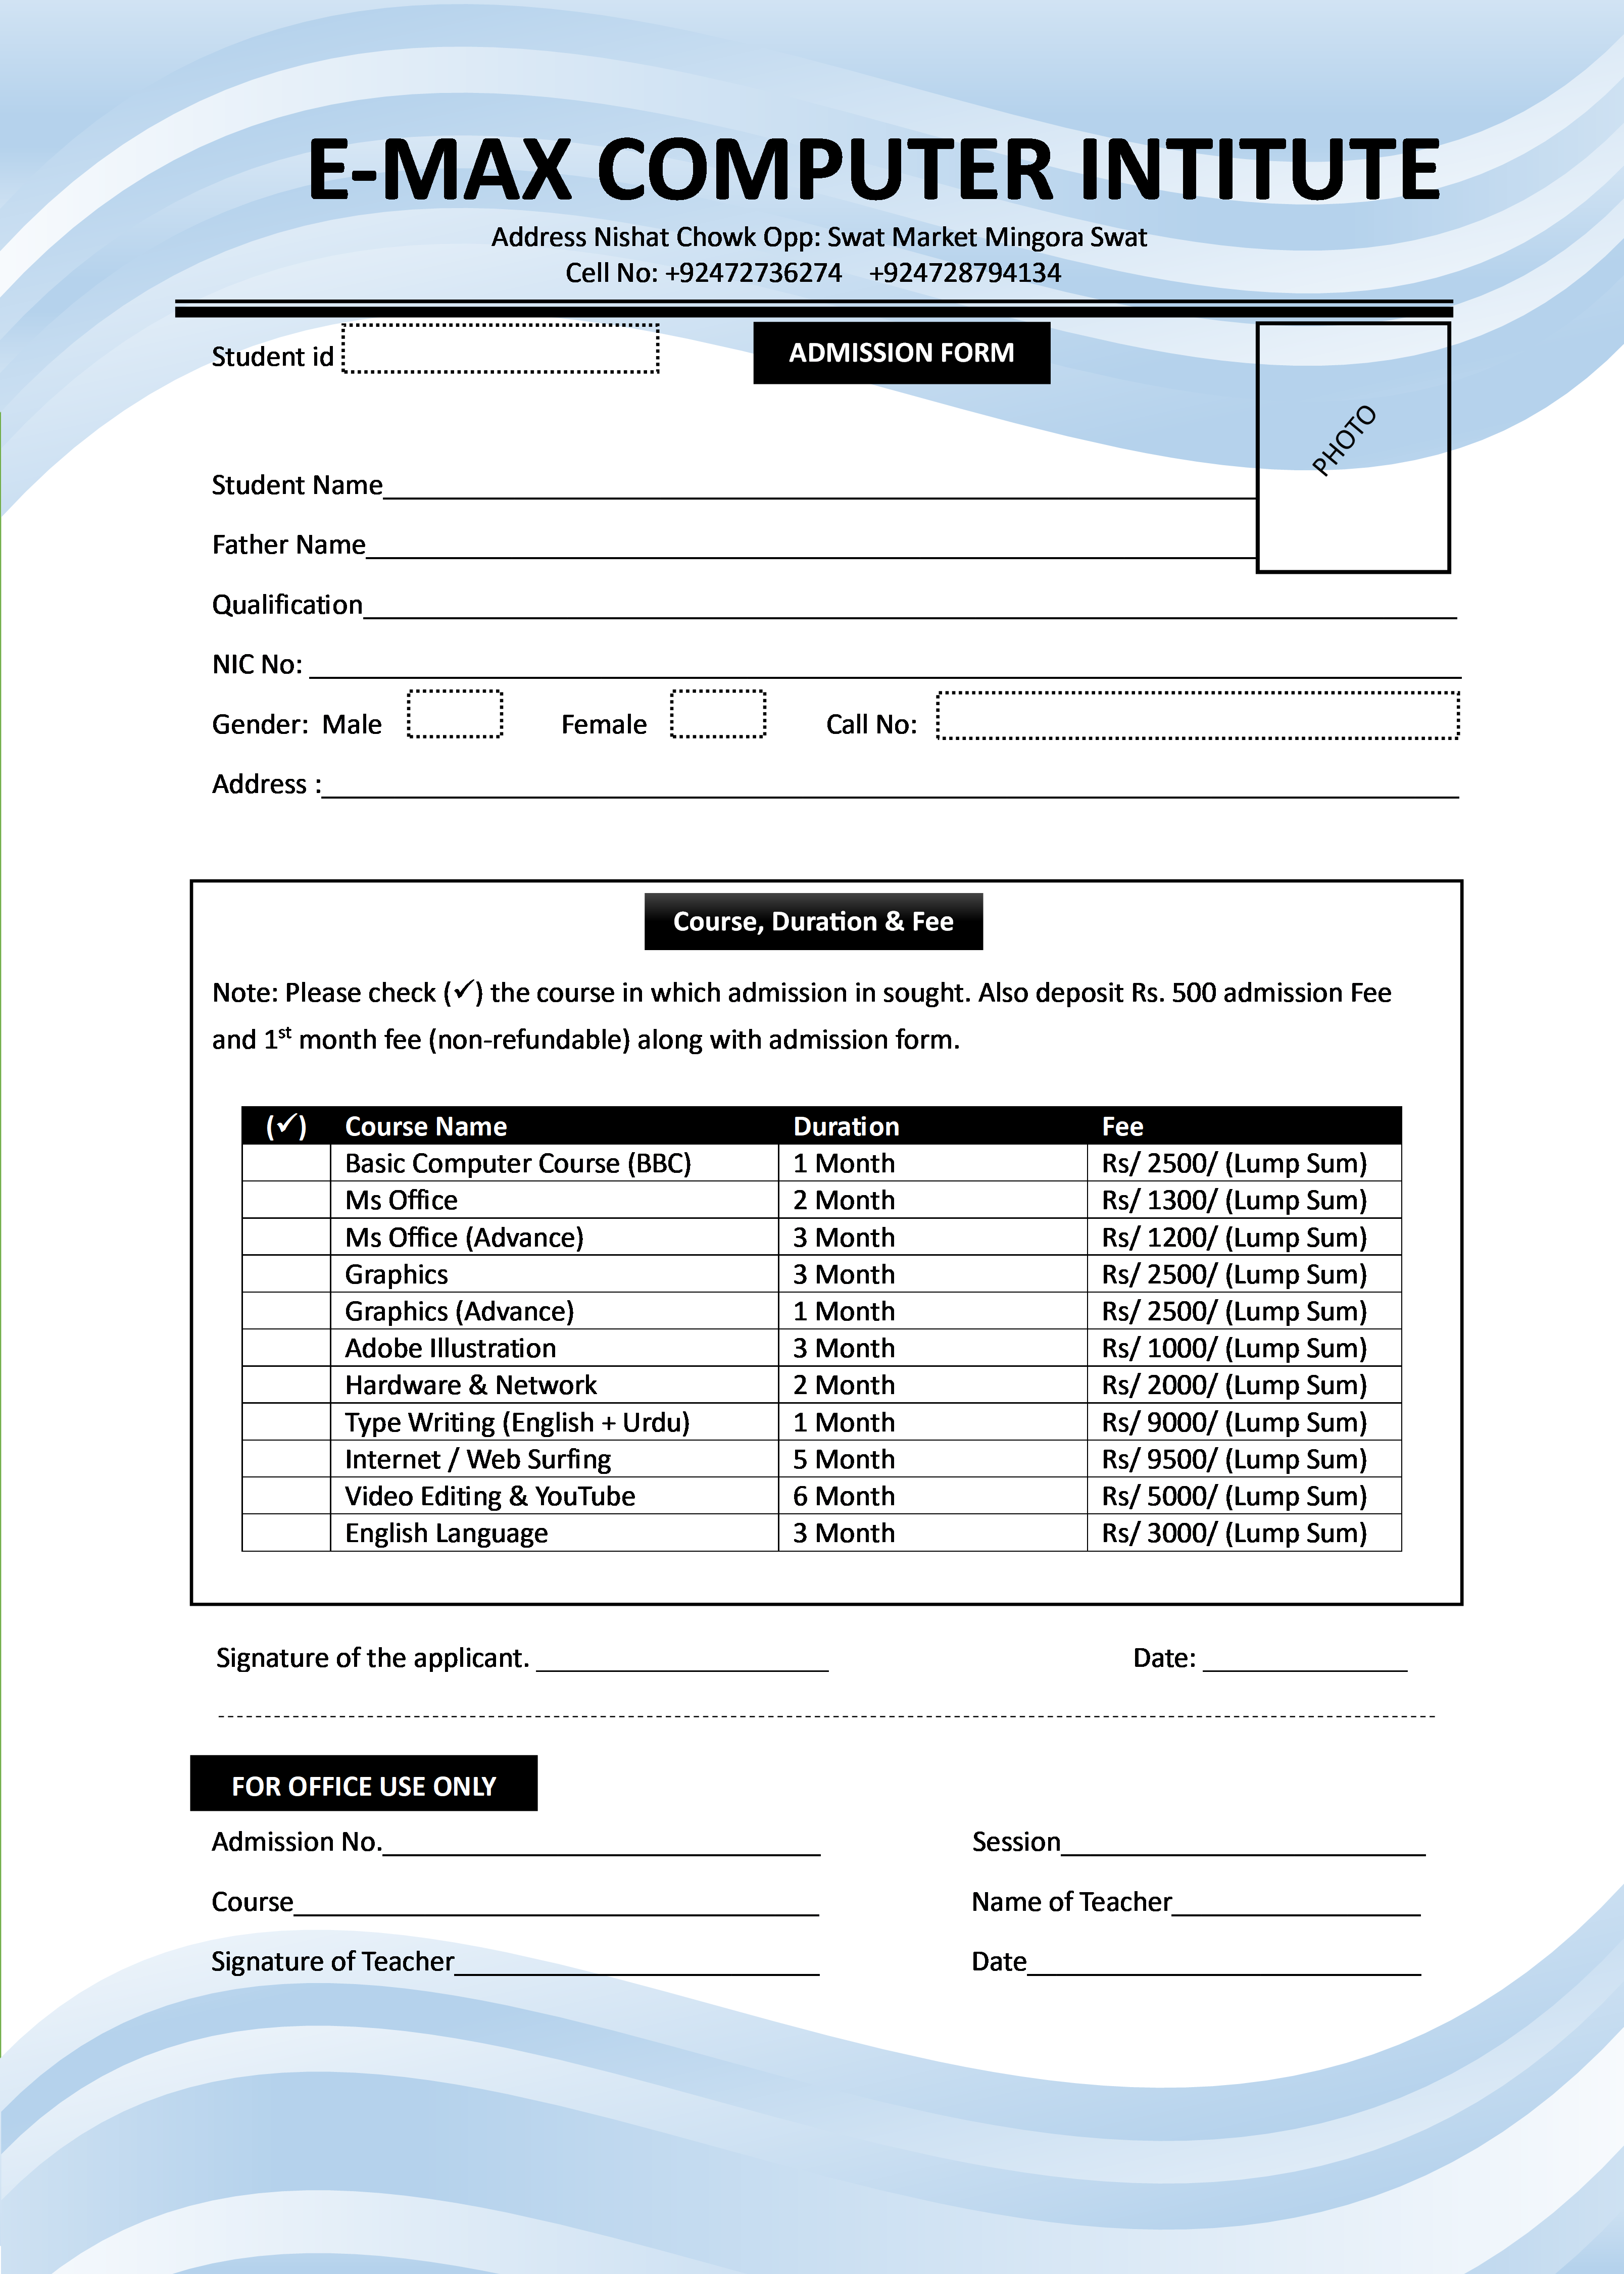 E-MAX COMPUTER INTITUTE
Address Nishat Chowk Opp: Swat Market Mingora Swat
Cell No: +92472736274 +924728794134
Student id
ADMISSION FORM
PHOTO
Student Name
Father Name
Qualification
NIC No:
Gender: Male Female Call No:
Address :
Course, Duration & Fee
Note: Please check (✓) the course in which admission in sought. Also deposit Rs. 500 admission Fee
and 1st month fee (non-refundable) along with admission form.
(✓) Course Name Duration Fee
Basic Computer Course (BBC) 1 Month Rs/ 2500/ (Lump Sum)
Ms Office 2 Month Rs/ 1300/ (Lump Sum)
Ms Office (Advance) 3 Month Rs/ 1200/ (Lump Sum)
Graphics 3 Month Rs/ 2500/ (Lump Sum)
Graphics (Advance) 1 Month Rs/ 2500/ (Lump Sum)
Adobe Illustration 3 Month Rs/ 1000/ (Lump Sum)
Hardware & Network 2 Month Rs/ 2000/ (Lump Sum)
Type Writing (English + Urdu) 1 Month Rs/ 9000/ (Lump Sum)
Internet / Web Surfing 5 Month Rs/ 9500/ (Lump Sum)
Video Editing & YouTube 6 Month Rs/ 5000/ (Lump Sum)
English Language 3 Month Rs/ 3000/ (Lump Sum)
Signature of the applicant. Date:
FOR OFFICE USE ONLY
Admission No. Session
Course Name of Teacher
Signature of Teacher Date